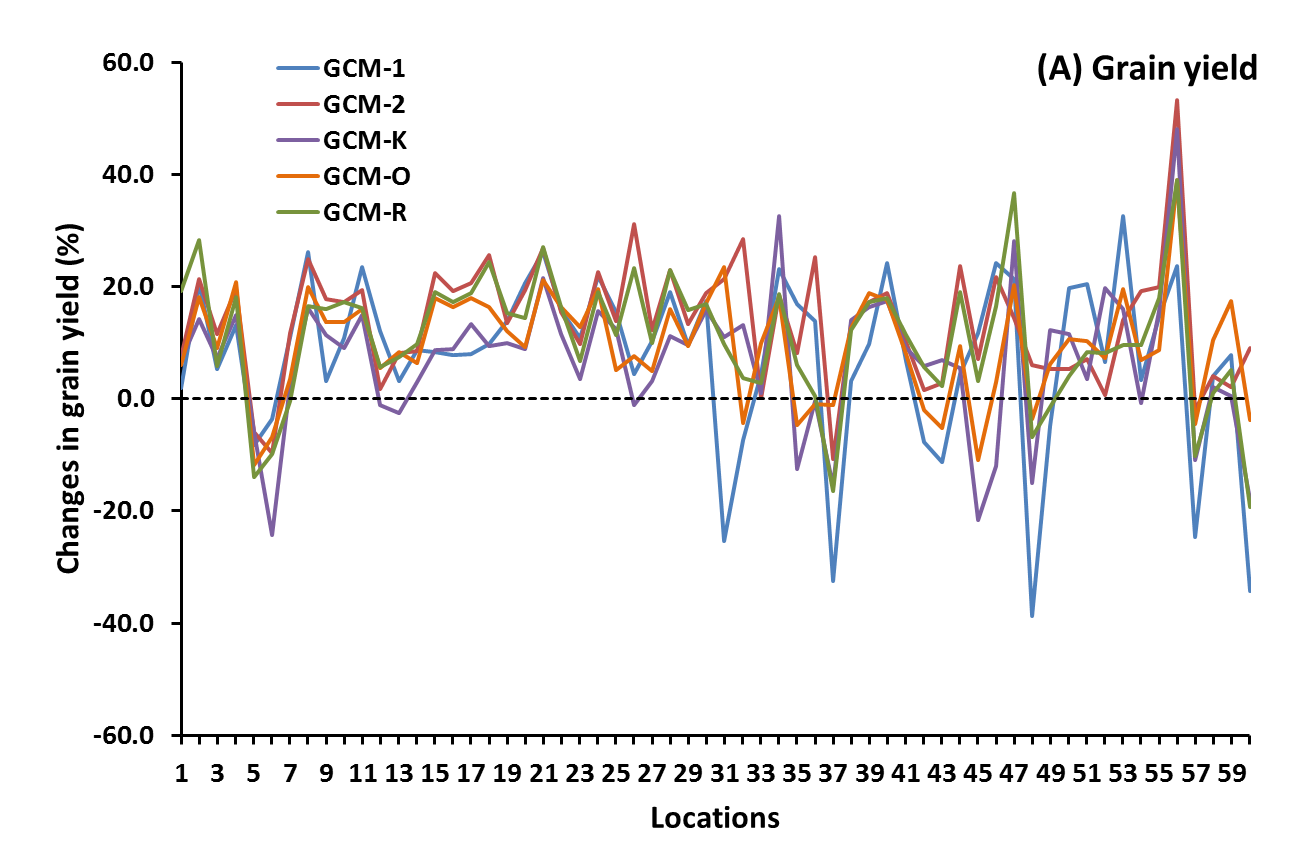 (A) Grain yield
GCM-1
GCM-2
GCM-K
GCM-O
GCM-R
Changes in grain yield (%)
60.0
40.0
20.0
0.0
-20.0
-40.0
-60.0
1 3 5 7 9 11 13 15 17 19 21 23 25 27 29 31 33 35 37 39 41 43 45 47 49 51 53 55 57 59
Locations